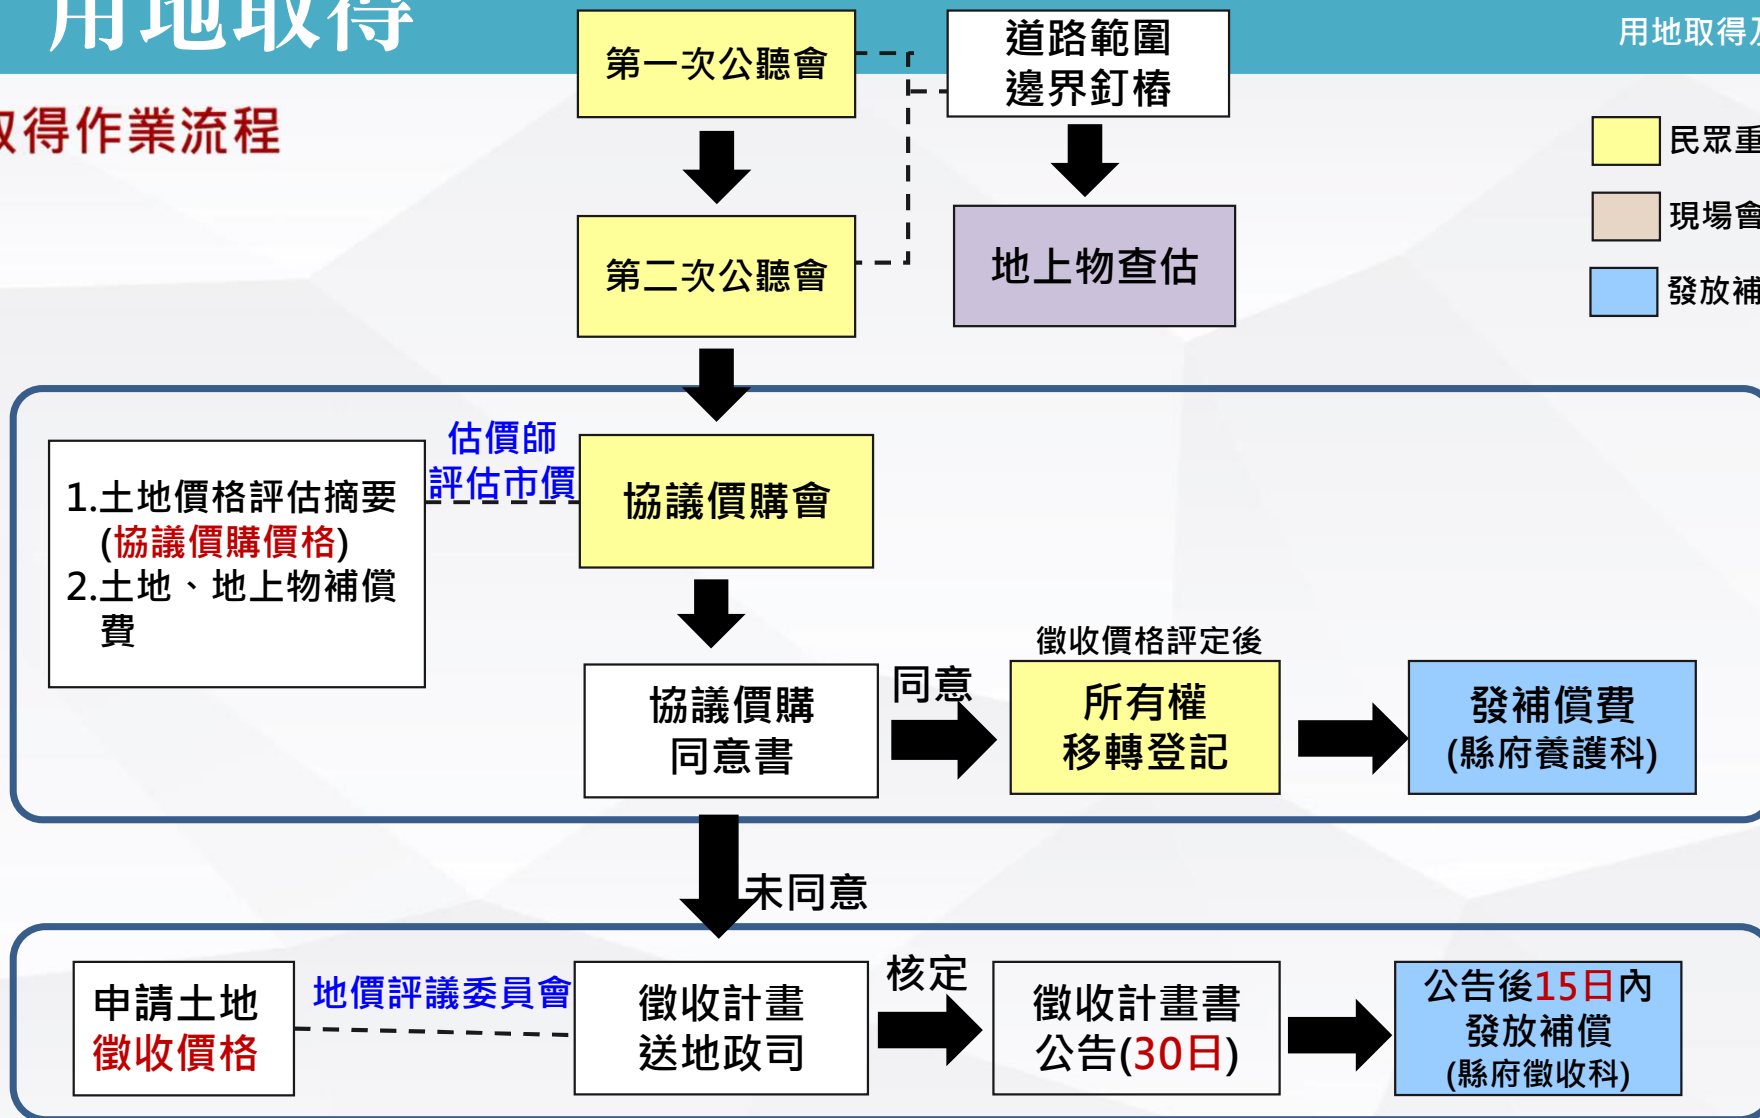 用地取得
用地取得及
取得作業流程
第一次公聽會
道路範圍
邊界釘樁
民眾重
第二次公聽會
地上物查估
現場會
發放補
估價師
評估市價
1.土地價格評估摘要
(協議價購價格)
2.土地、地上物補償
費
協議價購會
徵收價格評定後
協議價購
同意書
同意
所有權
移轉登記
發補償費
(縣府養護科)
未同意
申請土地
徵收價格
地價評議委員會
徵收計畫
送地政司
核定
徵收計畫書
公告(30日)
公告後15日內
發放補償
(縣府徵收科)